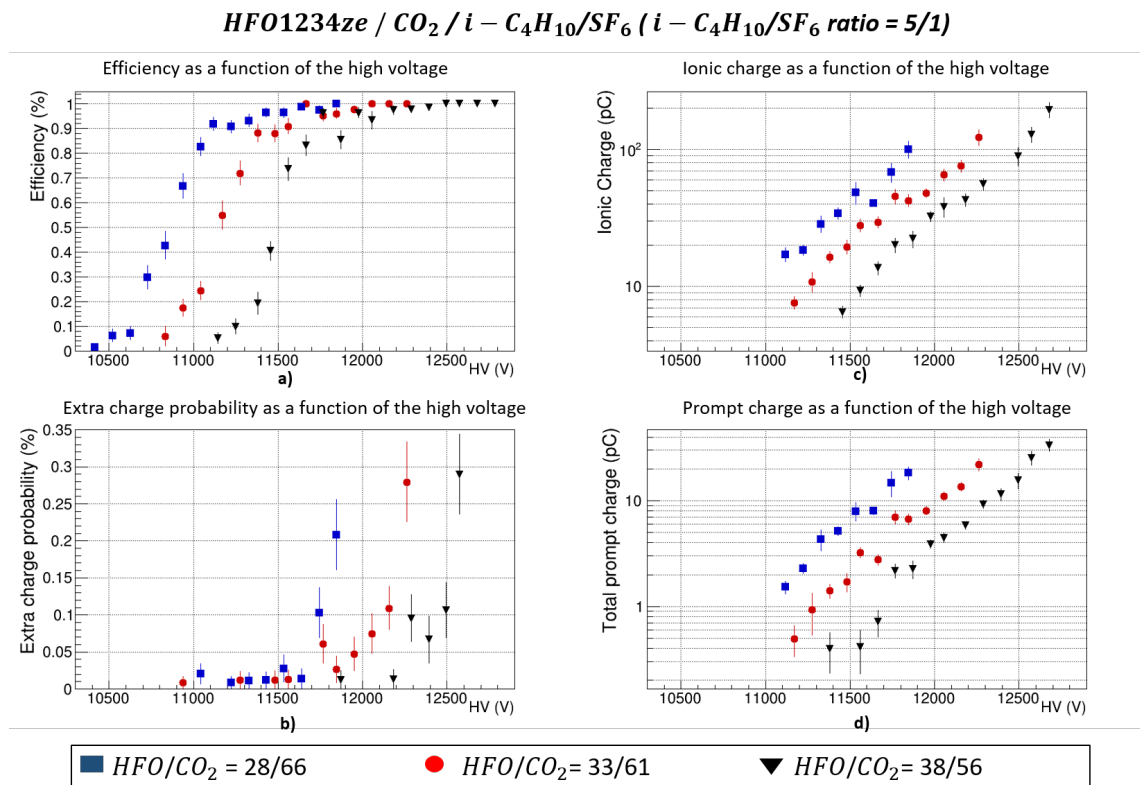 HFO1234ze / CO₂ / i − C₄H₁₀/SF₆ ( i − C₄H₁₀/SF₆ ratio = 5/1)
Efficiency as a function of the high voltage
Efficiency (%)
1
0.9
0.8
0.7
0.6
0.5
0.4
0.3
0.2
0.1
0
10500 11000 11500 12000 12500
HV (V)
a)
Extra charge probability as a function of the high voltage
Extra charge probability (%)
0.35
0.3
0.25
0.2
0.15
0.1
0.05
0
10500 11000 11500 12000 12500
HV (V)
b)
Ionic charge as a function of the high voltage
Ionic Charge (pC)
10²
10
10500 11000 11500 12000 12500
HV (V)
c)
Prompt charge as a function of the high voltage
Total prompt charge (pC)
10
1
10500 11000 11500 12000 12500
HV (V)
d)
HFO/CO₂ = 28/66 HFO/CO₂= 33/61 HFO/CO₂= 38/56